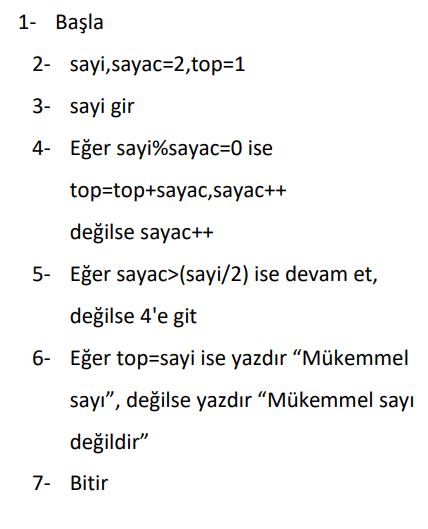 1- Başla
2- sayi,sayac=2,top=1
3- sayi gir
4- Eğer sayi%sayac=0 ise
top=top+sayac,sayac++
değilse sayac++
5- Eğer sayac>(sayi/2) ise devam et,
değilse 4'e git
6- Eğer top=sayi ise yazdır “Mükemmel
sayı”, değilse yazdır “Mükemmel sayı
değildir”
7- Bitir